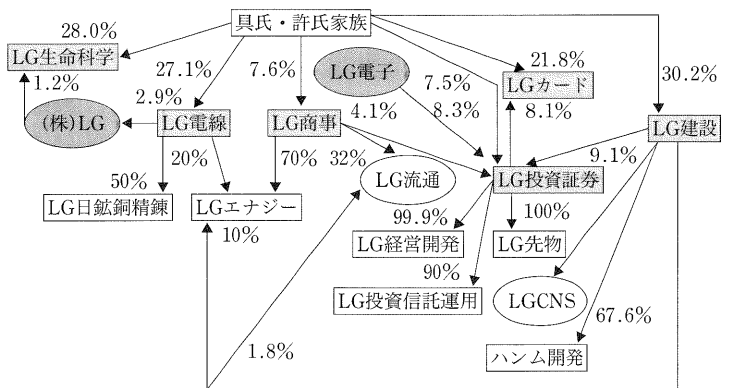 具氏・許氏家族
28.0%
LG生命科学
1.2%
27.1%
7.6%
LG電子
7.5%
21.8%
LGカード
30.2%
2.9%
4.1%
8.3%
8.1%
(株)LG
LG電線
LG商事
LG建設
20%
70%
32%
9.1%
50%
LG流通
LG投資証券
LG日鉱銅精錬
LGエナジー
99.9%
100%
10%
LG経営開発
LG先物
90%
LG投資信託運用
LGCNS
67.6%
1.8%
ハンム開発